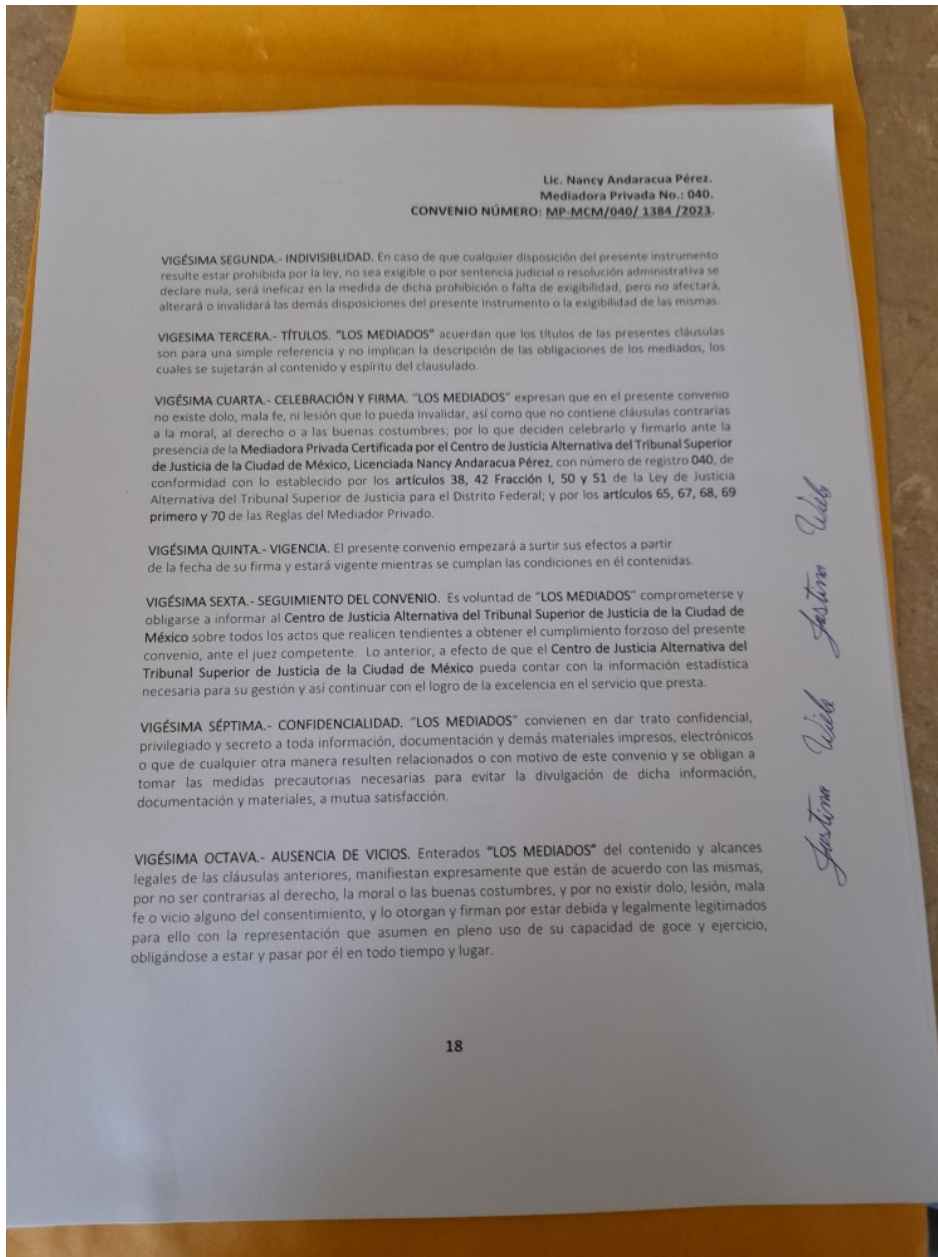 Lic. Nancy Andaracua Pérez.
Mediadora Privada No.: 040.
CONVENIO NÚMERO: MP-MCM/040/ 1384 /2023.
VIGÉSIMA SEGUNDA.- INDIVISIBLIDAD. En caso de que cualquier disposición del presente instrumento
resulte estar prohibida por la ley, no sea exigible o por sentencia judicial o resolución administrativa se
declare nula, será ineficaz en la medida de dicha prohibición o falta de exigibilidad, pero no afectará,
alterará o invalidará las demás disposiciones del presente instrumento o la exigibilidad de las mismas.
VIGESIMA TERCERA.- TÍTULOS. "LOS MEDIADOS" acuerdan que los títulos de las presentes cláusulas
son para una simple referencia y no implican la descripción de las obligaciones de los mediados, los
cuales se sujetarán al contenido y espíritu del clausulado.
VIGÉSIMA CUARTA.- CELEBRACIÓN Y FIRMA. "LOS MEDIADOS" expresan que en el presente convenio
no existe dolo, mala fe, ni lesión que lo pueda invalidar, así como que no contiene cláusulas contrarias
a la moral, al derecho o a las buenas costumbres; por lo que deciden celebrarlo y firmarlo ante la
presencia de la Mediadora Privada Certificada por el Centro de Justicia Alternativa del Tribunal Superior
de Justicia de la Ciudad de México, Licenciada Nancy Andaracua Pérez, con número de registro 040, de
conformidad con lo establecido por los artículos 38, 42 Fracción I, 50 y 51 de la Ley de Justicia
Alternativa del Tribunal Superior de Justicia para el Distrito Federal; y por los artículos 65, 67, 68, 69
primero y 70 de las Reglas del Mediador Privado.
VIGÉSIMA QUINTA.- VIGENCIA. El presente convenio empezará a surtir sus efectos a partir
de la fecha de su firma y estará vigente mientras se cumplan las condiciones en él contenidas.
VIGÉSIMA SEXTA.- SEGUIMIENTO DEL CONVENIO. Es voluntad de "LOS MEDIADOS" comprometerse y
obligarse a informar al Centro de Justicia Alternativa del Tribunal Superior de Justicia de la Ciudad de
México sobre todos los actos que realicen tendientes a obtener el cumplimiento forzoso del presente
convenio, ante el juez competente. Lo anterior, a efecto de que el Centro de Justicia Alternativa del
Tribunal Superior de Justicia de la Ciudad de México pueda contar con la información estadística
necesaria para su gestión y así continuar con el logro de la excelencia en el servicio que presta.
VIGÉSIMA SÉPTIMA.- CONFIDENCIALIDAD. "LOS MEDIADOS" convienen en dar trato confidencial,
privilegiado y secreto a toda información, documentación y demás materiales impresos, electrónicos
o que de cualquier otra manera resulten relacionados o con motivo de este convenio y se obligan a
tomar las medidas precautorias necesarias para evitar la divulgación de dicha información,
documentación y materiales, a mutua satisfacción.
VIGÉSIMA OCTAVA.- AUSENCIA DE VICIOS. Enterados "LOS MEDIADOS" del contenido y alcances
legales de las cláusulas anteriores, manifiestan expresamente que están de acuerdo con las mismas,
por no ser contrarias al derecho, la moral o las buenas costumbres, y por no existir dolo, lesión, mala
fe o vicio alguno del consentimiento, y lo otorgan y firman por estar debida y legalmente legitimados
para ello con la representación que asumen en pleno uso de su capacidad de goce y ejercicio,
obligándose a estar y pasar por él en todo tiempo y lugar.
18
Justina Wiebe Justina Wieb